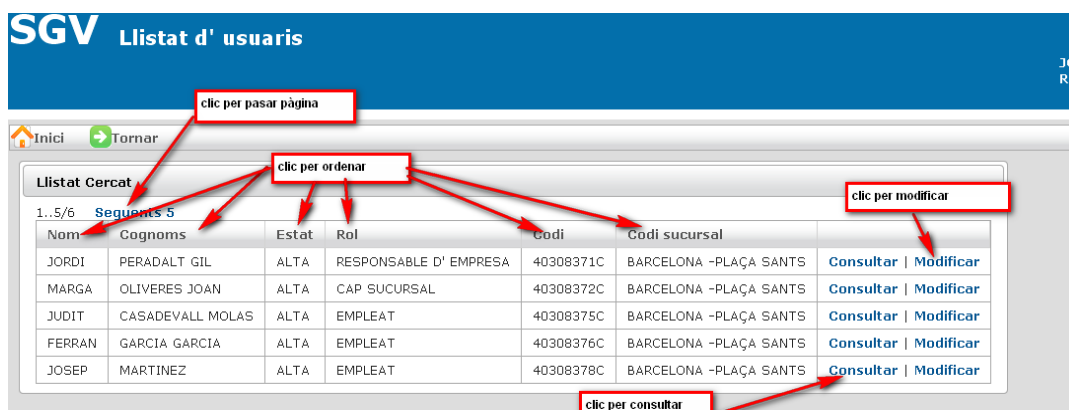 SGV Llistat d' usuaris
JO
R
clic per pasar pàgina
Inici Tornar
clic per ordenar
Llistat Cercat
clic per modificar
1..5/6 Seguents 5
Nom Cognoms Estat Rol Codi Codi sucursal
JORDI PERADALT GIL ALTA RESPONSABLE D' EMPRESA 40308371C BARCELONA -PLAÇA SANTS Consultar | Modificar
MARGA OLIVERES JOAN ALTA CAP SUCURSAL 40308372C BARCELONA -PLAÇA SANTS Consultar | Modificar
JUDIT CASADEVALL MOLAS ALTA EMPLEAT 40308375C BARCELONA -PLAÇA SANTS Consultar | Modificar
FERRAN GARCIA GARCIA ALTA EMPLEAT 40308376C BARCELONA -PLAÇA SANTS Consultar | Modificar
JOSEP MARTINEZ ALTA EMPLEAT 40308378C BARCELONA -PLAÇA SANTS Consultar | Modificar
clic per consultar